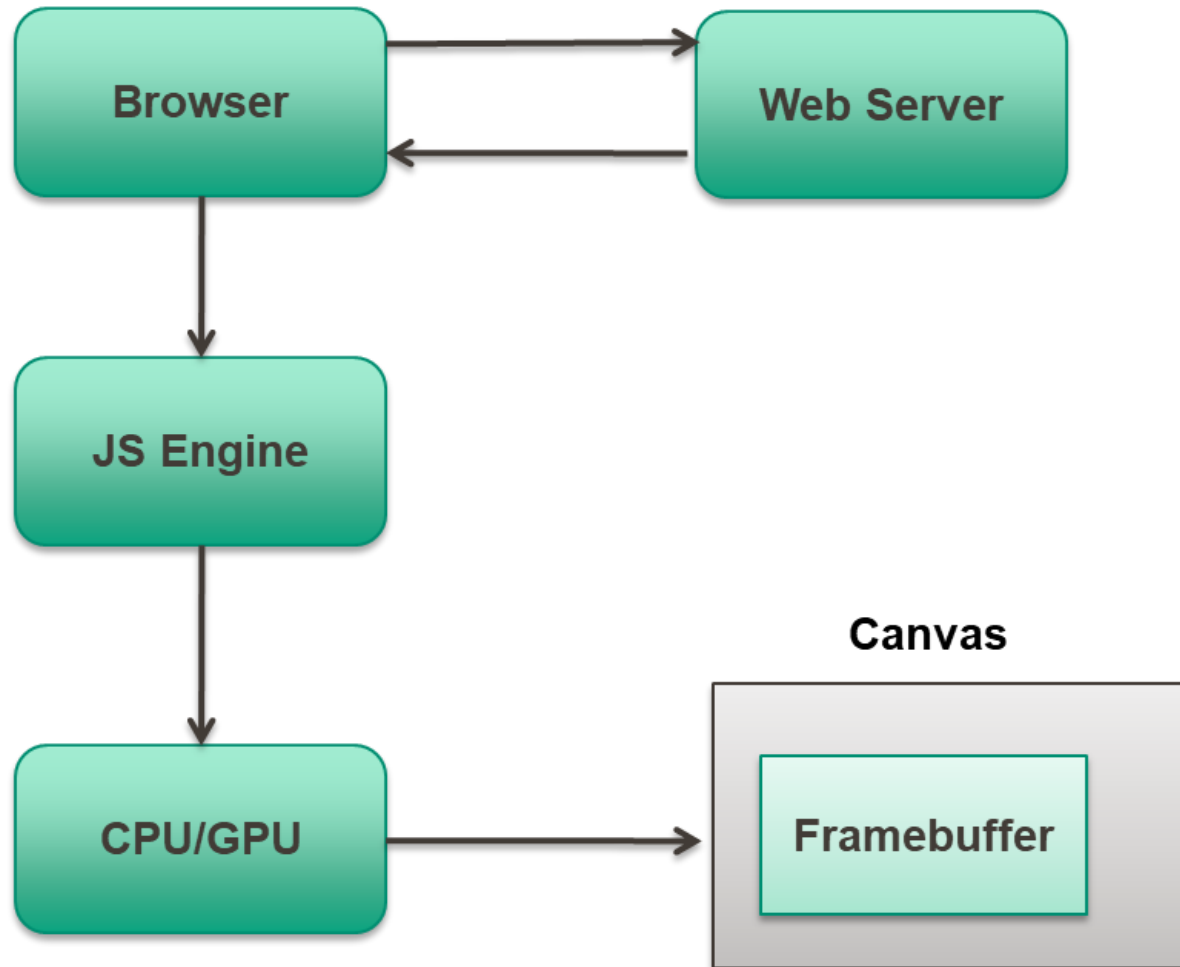 Browser
Web Server
JS Engine
Canvas
CPU/GPU
Framebuffer